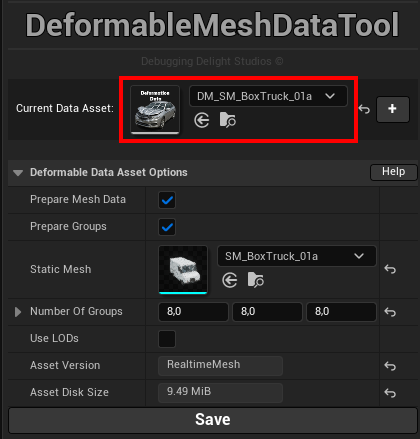 DeformableMeshDataTool
Debugging Delight Studios ©
Current Data Asset:
Deformation Data
DM_SM_BoxTruck_01a
+
Deformable Data Asset Options
Help
Prepare Mesh Data
Prepare Groups
Static Mesh
SM_BoxTruck_01a
Number Of Groups
8,0 8,0 8,0
Use LODs
Asset Version
RealtimeMesh
Asset Disk Size
9.49 MiB
Save